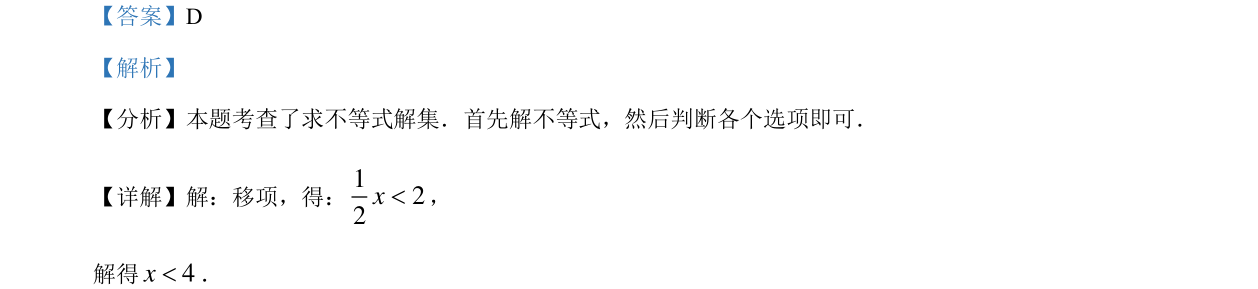 【答案】D
【解析】
【分析】本题考查了求不等式解集．首先解不等式，然后判断各个选项即可．
【详解】解：移项，得：\frac{1}{2}x<2，
解得x<4．